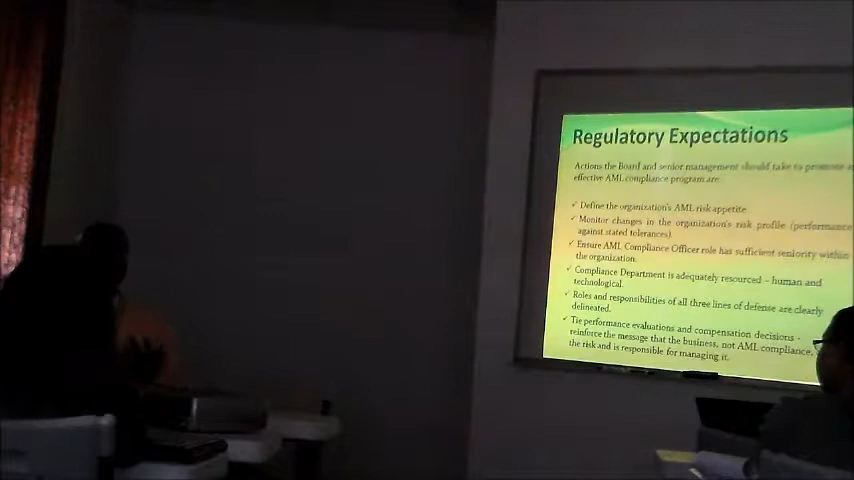 Regulatory Expectations
Actions the Board and senior management should take to promote
effective AML compliance program are:
✓ Define the organization's AML risk appetite
✓ Monitor changes in the organization's risk profile (performance
against stated tolerances).
✓ Ensure AML Compliance Officer role has sufficient seniority within
the organization.
✓ Compliance Department is adequately resourced – human and
technological.
✓ Roles and responsibilities of all three lines of defense are clearly
delineated.
✓ Tie performance evaluations and compensation decisions -
reinforce the message that the business, not AML compliance,
the risk and is responsible for managing it.